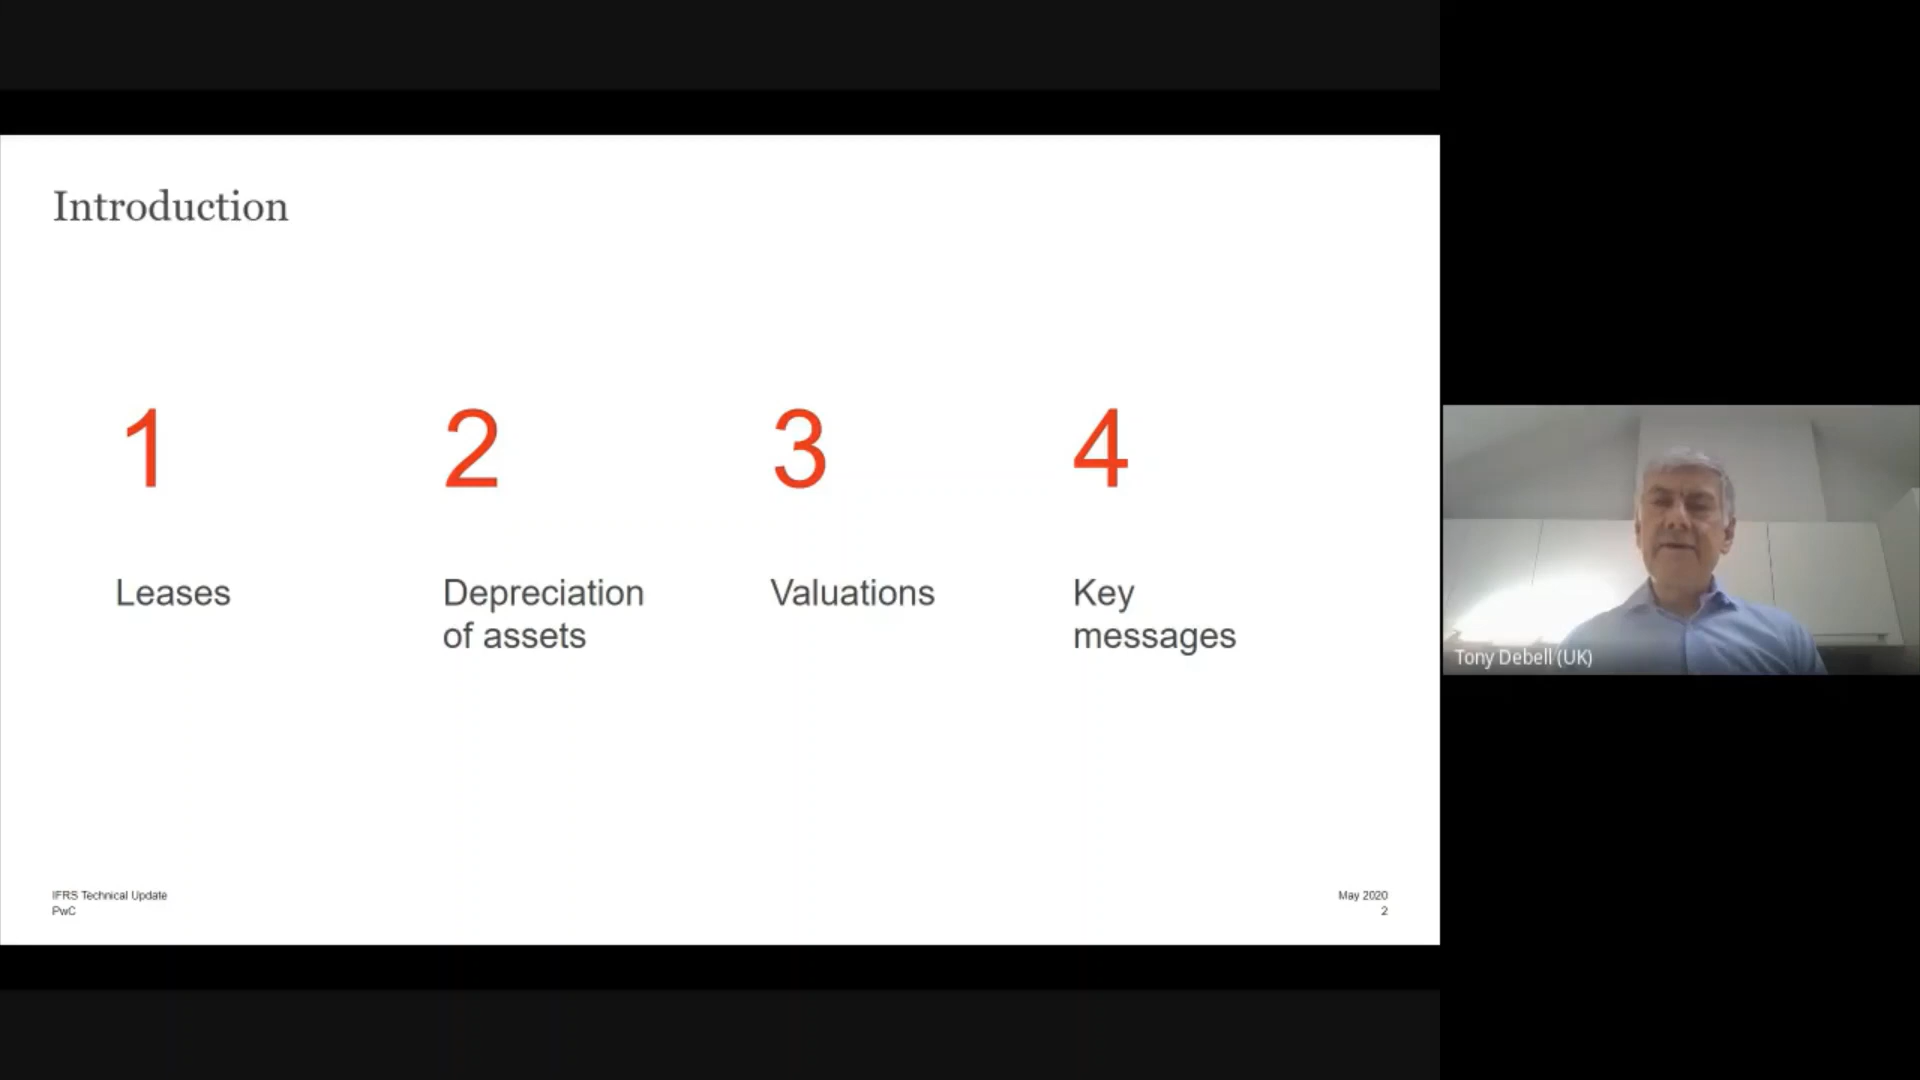 Introduction
1
2
3
4
Leases
Depreciation
of assets
Valuations
Key
messages
Tony Debell (UK)
IFRS Technical Update
PwC
May 2020
2